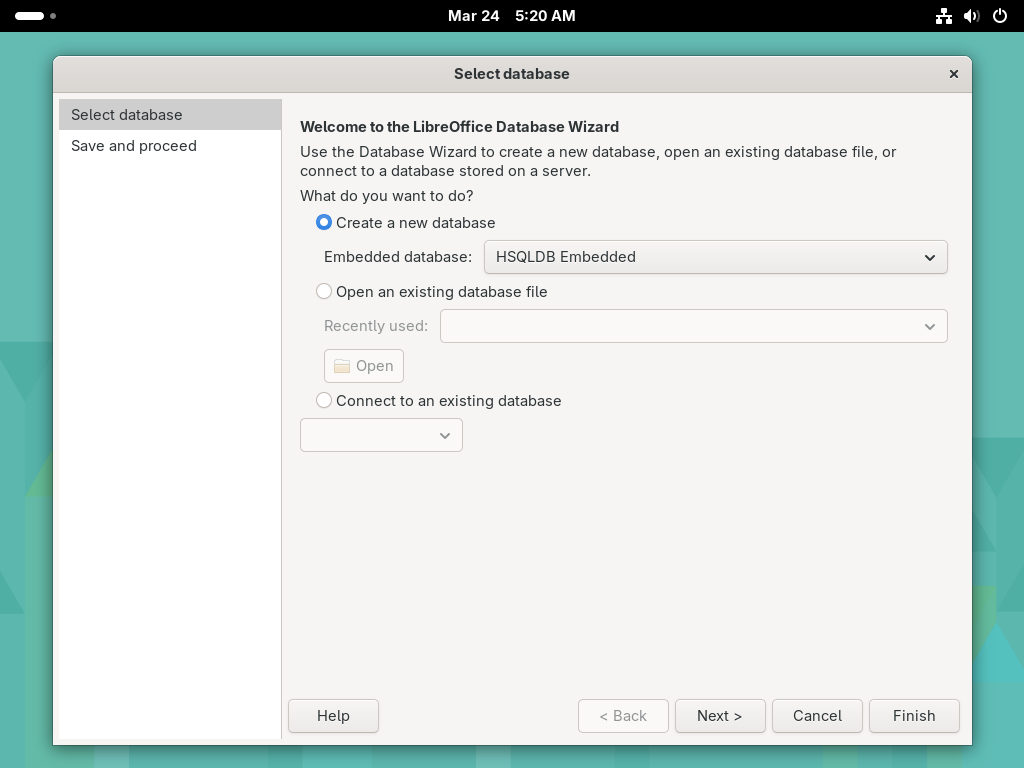 Mar 24 5:20 AM
Select database
Select database
Save and proceed
Welcome to the LibreOffice Database Wizard
Use the Database Wizard to create a new database, open an existing database file, or
connect to a database stored on a server.
What do you want to do?
Create a new database
Embedded database: HSQLDB Embedded
Open an existing database file
Recently used:
Open
Connect to an existing database
Help < Back Next > Cancel Finish